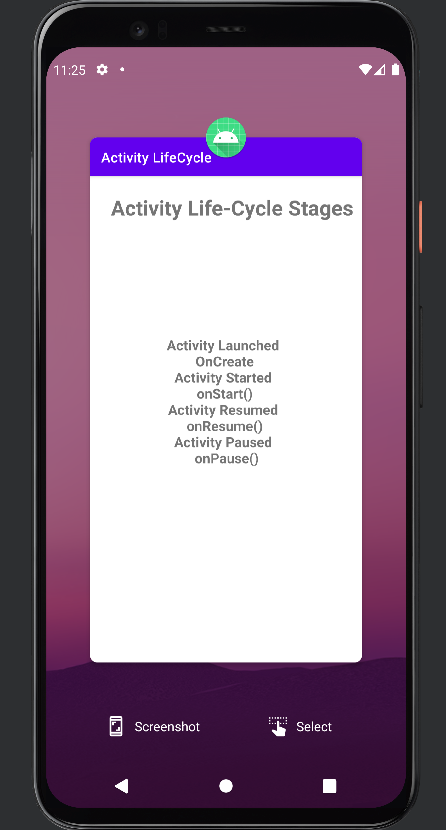 11:25
Activity LifeCycle
Activity Life-Cycle Stages
Activity Launched
OnCreate
Activity Started
onStart()
Activity Resumed
onResume()
Activity Paused
onPause()
Screenshot
Select